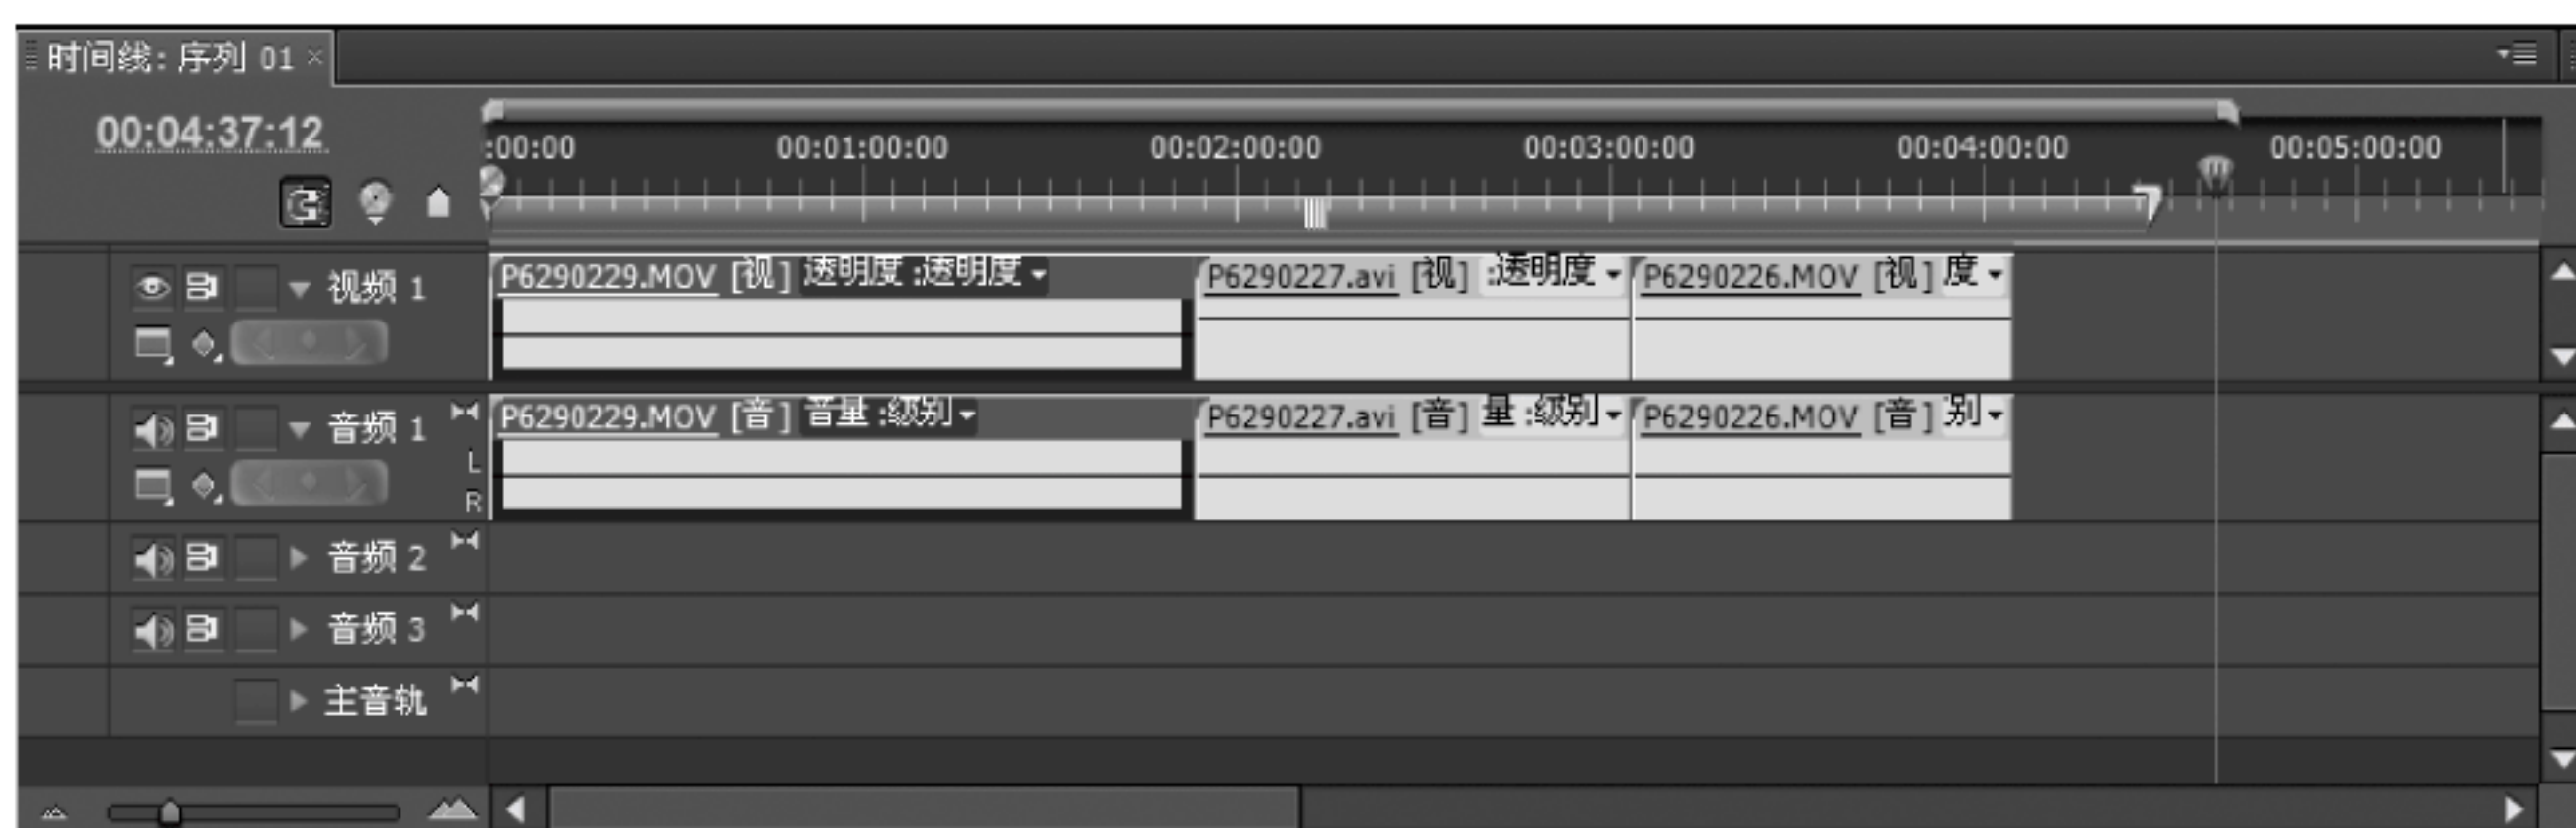 时间线: 序列 01 ×
00:04:37:12
:00:00 00:01:00:00 00:02:00:00 00:03:00:00 00:04:00:00 00:05:00:00
视频 1 P6290229.MOV [视] 透明度:透明度 P6290227.avi [视] :透明度 P6290226.MOV [视] 度
音频 1 P6290229.MOV [音] 音量:级别 P6290227.avi [音] 量:级别 P6290226.MOV [音] 别
L
R
音频 2
音频 3
主音轨